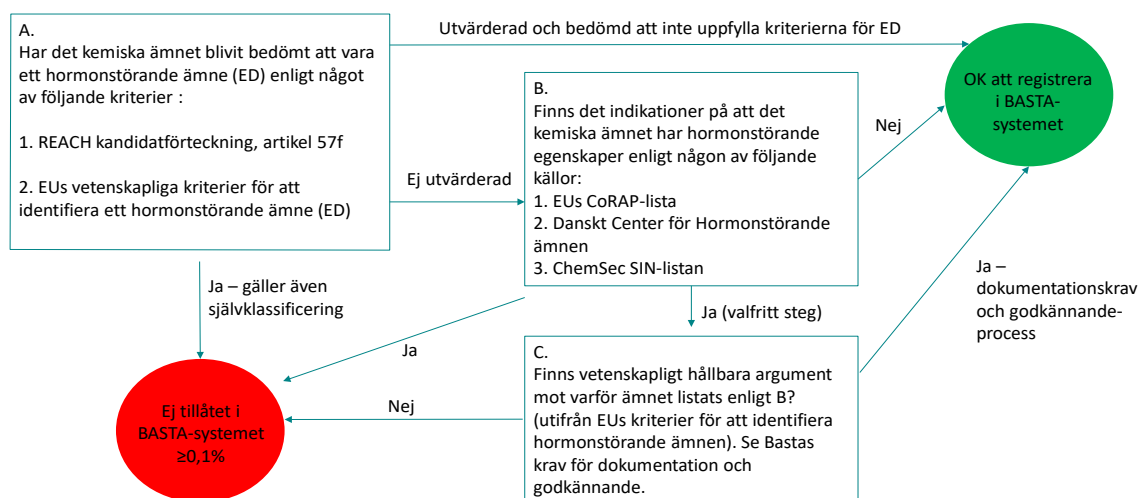 A.
Har det kemiska ämnet blivit bedömt att vara
ett hormonstörande ämne (ED) enligt något
av följande kriterier :
1. REACH kandidatförteckning, artikel 57f
2. EUs vetenskapliga kriterier för att
identifiera ett hormonstörande ämne (ED)
Utvärderad och bedömd att inte uppfylla kriterierna för ED
OK att registrera
i BASTA-
systemet
Ej utvärderad
B.
Finns det indikationer på att det
kemiska ämnet har hormonstörande
egenskaper enligt någon av följande
källor:
1. EUs CoRAP-lista
2. Danskt Center för Hormonstörande
ämnen
3. ChemSec SIN-listan
Nej
Ja – gäller även
självklassificering
Ja
Ja (valfritt steg)
Ja –
dokumentationskrav
och godkännande-
process
C.
Finns vetenskapligt hållbara argument
mot varför ämnet listats enligt B?
(utifrån EUs kriterier för att identifiera
hormonstörande ämnen). Se Bastas
krav för dokumentation och
godkännande.
Nej
Ej tillåtet i
BASTA-systemet
≥0,1%